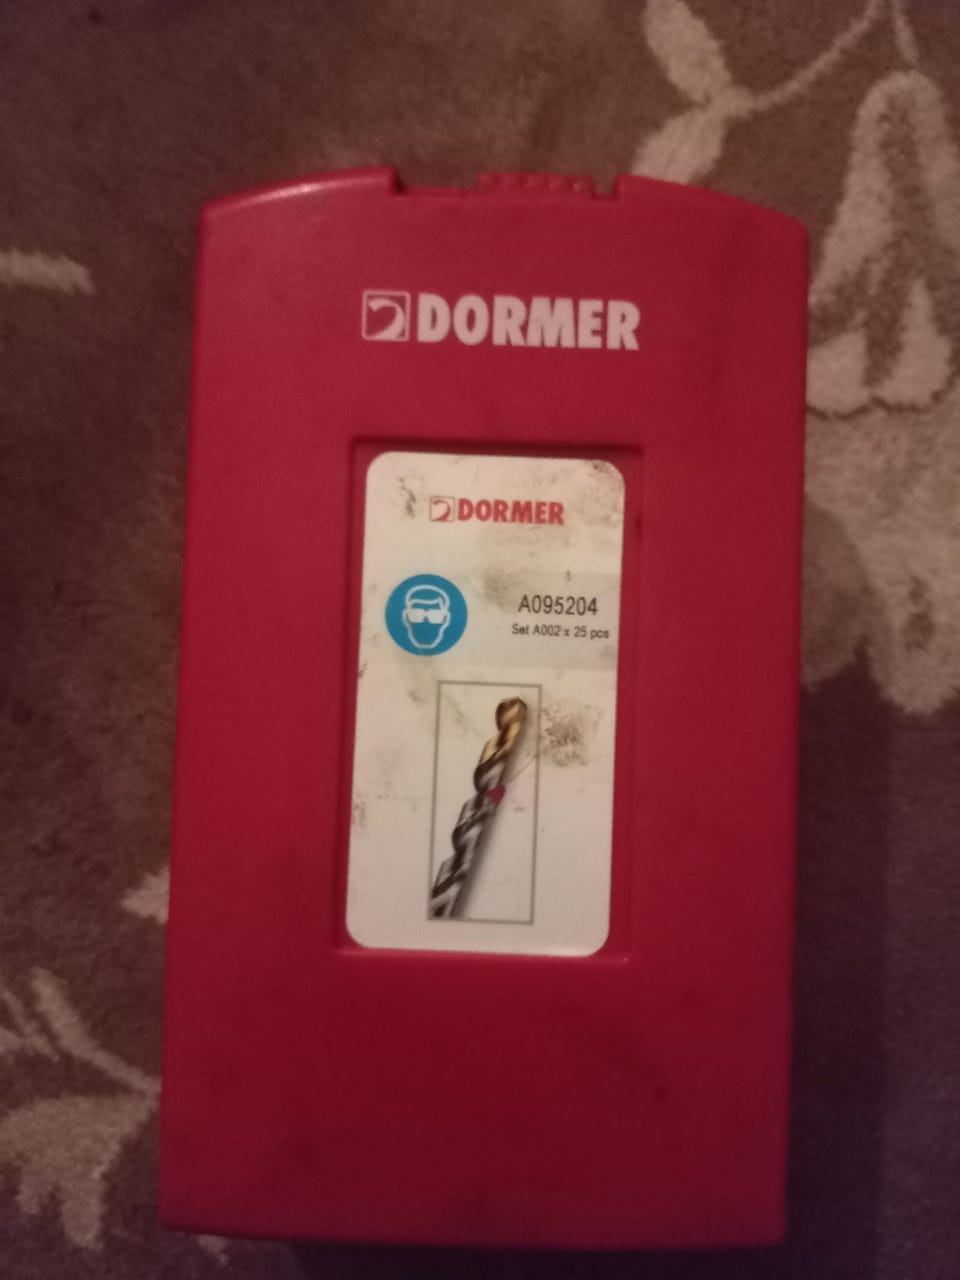 DORMER
DORMER
A095204
Set A002 x 25 pcs